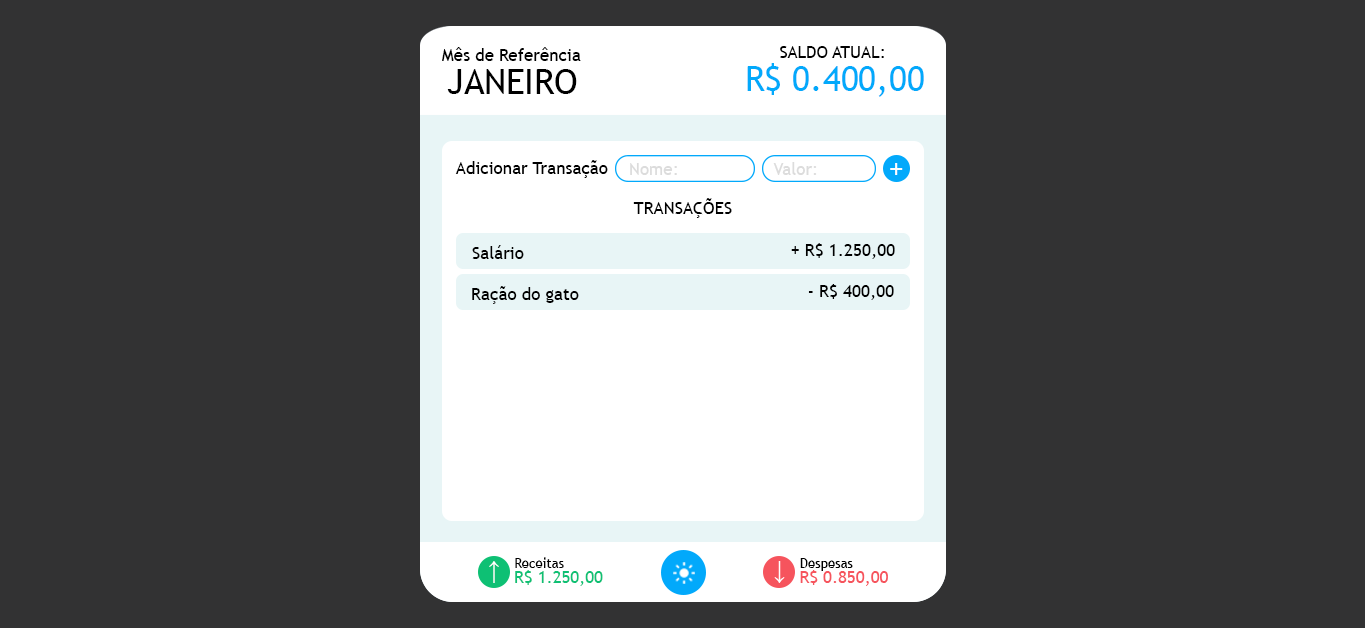 Mês de Referência
JANEIRO
SALDO ATUAL:
R$ 0.400,00
Adicionar Transação Nome: Valor: +
TRANSAÇÕES
Salário + R$ 1.250,00
Ração do gato - R$ 400,00
Receitas
R$ 1.250,00
Despesas
R$ 0.850,00